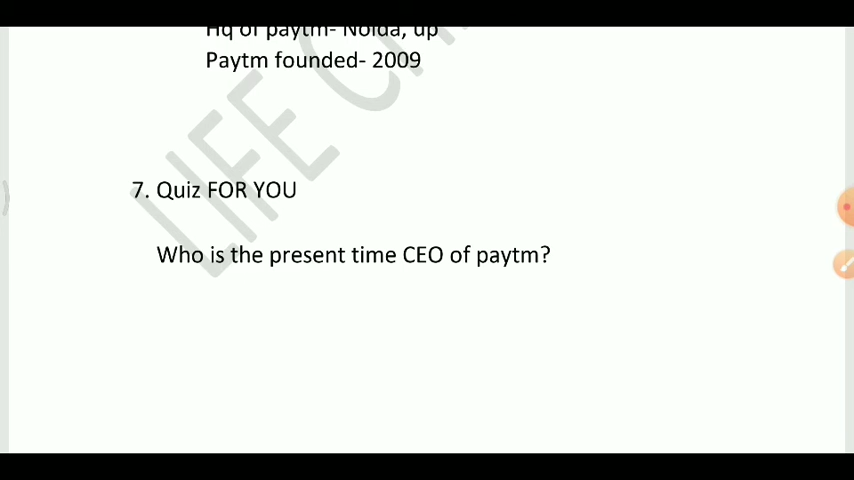 Hq of paytm- Noida, up
Paytm founded- 2009
7. Quiz FOR YOU
Who is the present time CEO of paytm?
LIFE